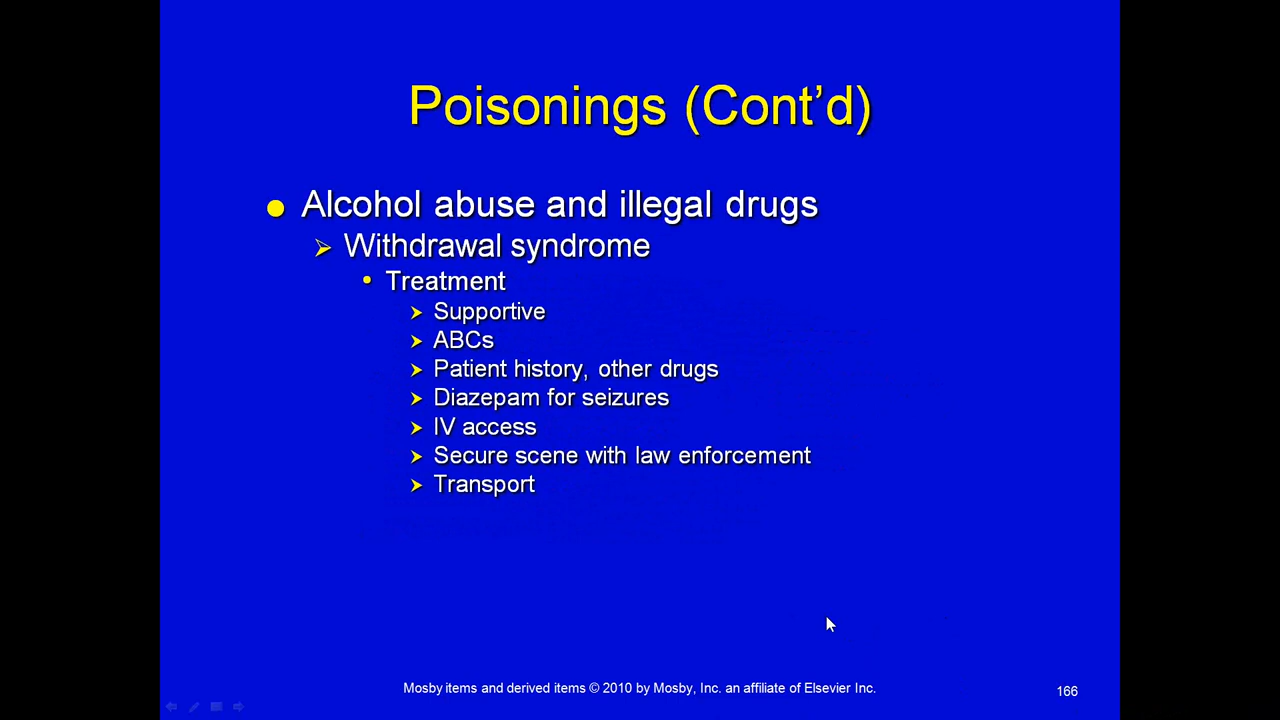 Poisonings (Cont’d)
Alcohol abuse and illegal drugs
Withdrawal syndrome
Treatment
Supportive
ABCs
Patient history, other drugs
Diazepam for seizures
IV access
Secure scene with law enforcement
Transport
Mosby items and derived items © 2010 by Mosby, Inc. an affiliate of Elsevier Inc.
166